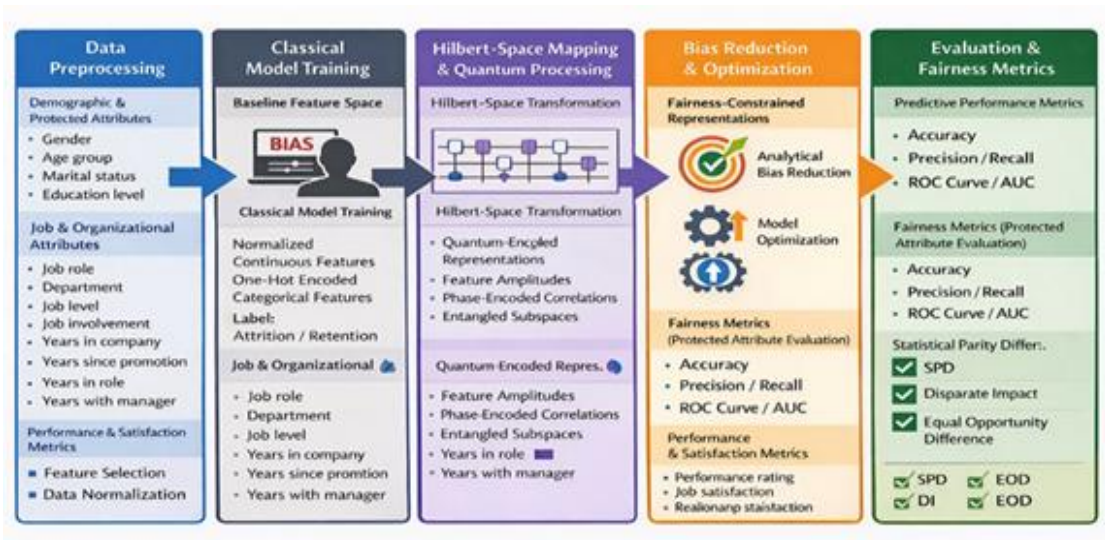 Data
Preprocessing
Demographic &
Protected Attributes
• Gender
• Age group
• Marital status
• Education level
Job & Organizational
Attributes
• Job role
• Department
• Job level
• Job involvement
• Years in company
• Years since promotion
• Years in role
• Years with manager
Performance & Satisfaction
Metrics
▪ Feature Selection
▪ Data Normalization
Classical
Model Training
Baseline Feature Space
BIAS
Classical Model Training
Normalized
Continuous Features
One-Hot Encoded
Categorical Features
Label:
Attrition / Retention
Job & Organizational
• Job role
• Department
• Job level
• Years in company
• Years since promtion
• Years with manager
Hilbert-Space Mapping
& Quantum Processing
Hilbert-Space Transformation
Hilbert-Space Transformation
• Quantum-Encoled
Representations
• Feature Amplitudes
• Phase-Encoded Correlations
• Entangled Subspaces
Quantum Encoded Repres.
• Feature Amplitudes
• Phase-Encoded Correlations
• Entangled Subspaces
• Years in role
• Years with manager
Bias Reduction
& Optimization
Fairness-Constrained
Representations
Analytical
Bias Reduction
Model
Optimization
Fairness Metrics
(Protected Attribute Evaluation)
• Accuracy
• Precision / Recall
• ROC Curve / AUC
Performance
& Satisfaction Metrics
• Performance rating
• Job satisfaction
Evaluation &
Fairness Metrics
Predictive Performance Metrics
• Accuracy
• Precision / Recall
• ROC Curve / AUC
Fairness Metrics (Protected
Attribute Evaluation)
• Accuracy
• Precision / Recall
• ROC Curve / AUC
Statistical Parity Differ:.
SPD
Disparate Impact
Equal Opportunity
Difference
SPD EOD
DI EOD